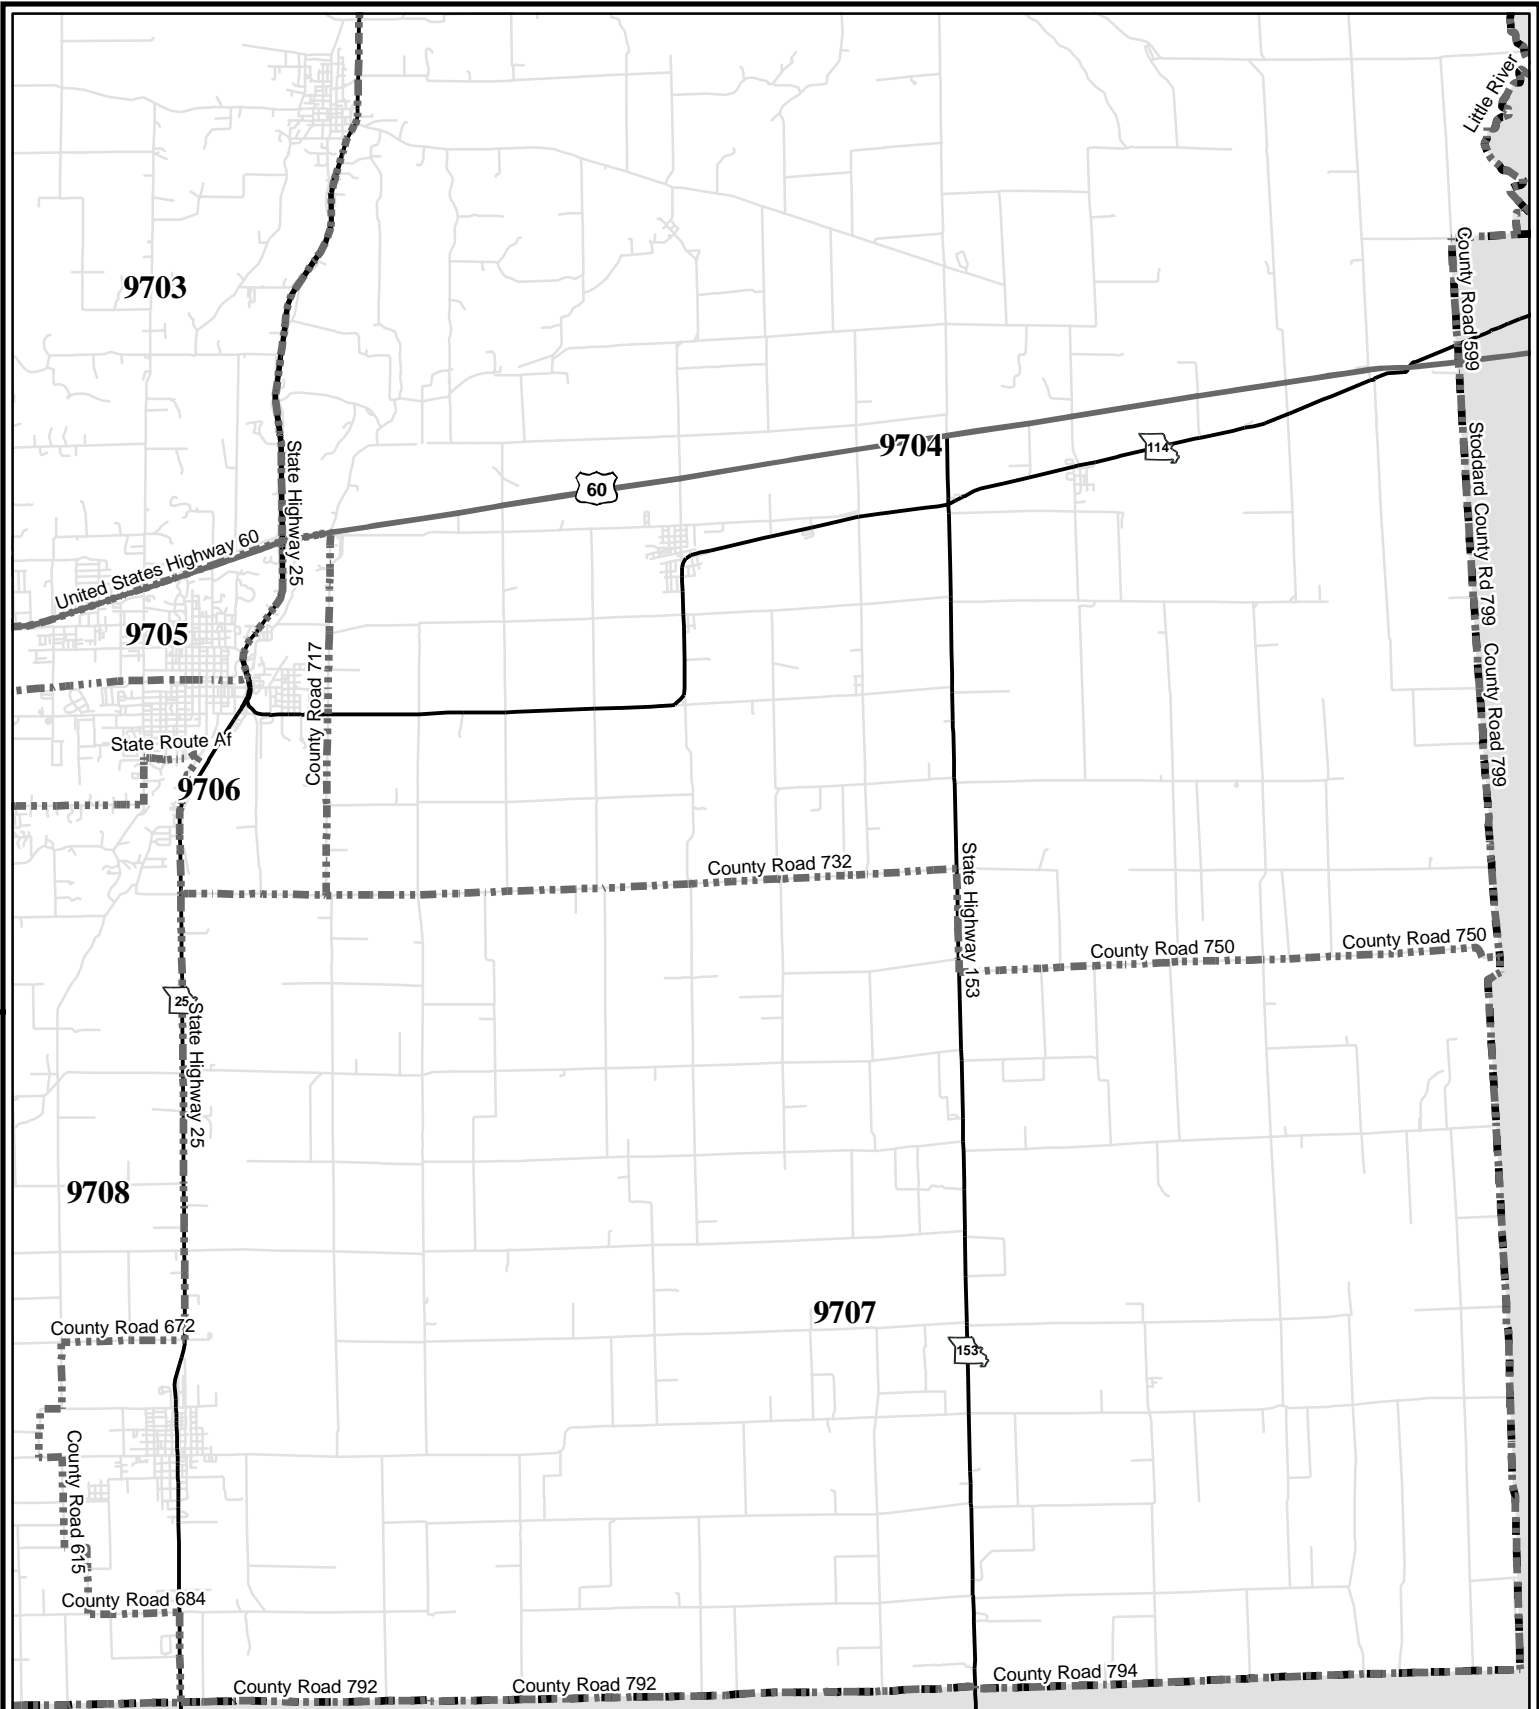 Little River
County Road 599
9703
9704
114
State Highway 25
60
Stoddard County Rd 799
United States Highway 60
9705
County Road 717
County Road 799
State Route Af
9706
County Road 732
State Highway 153
County Road 750
County Road 750
25
State Highway 25
9708
9707
County Road 672
153
County Road 615
County Road 684
County Road 794
County Road 792
County Road 792